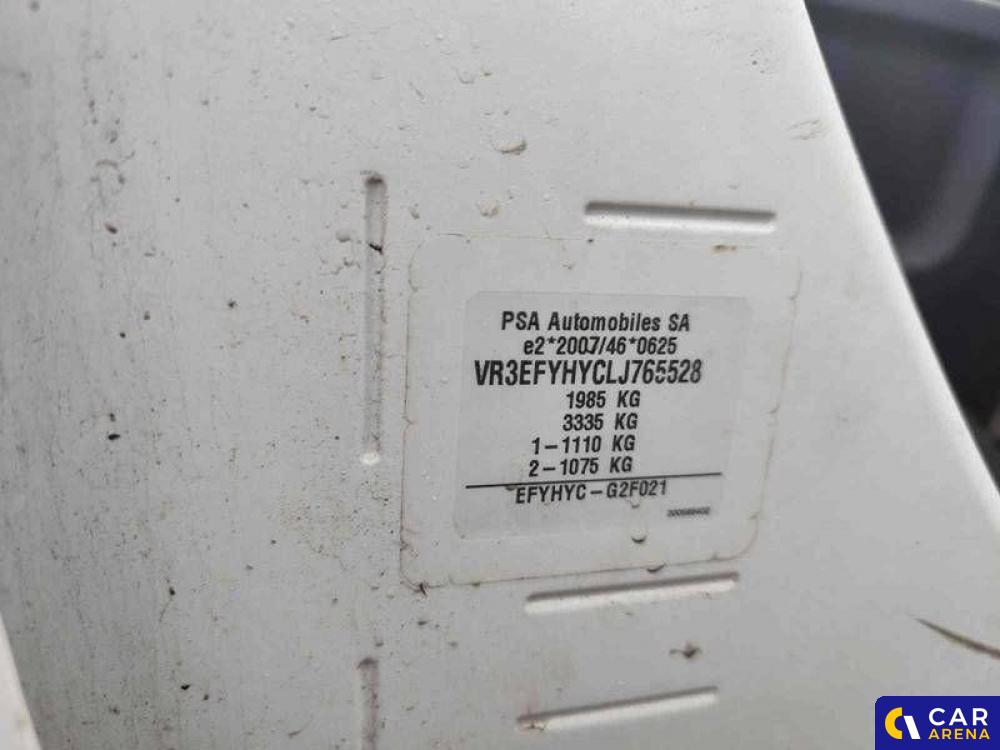 PSA Automobiles SA
e2*2007/46*0625
VR3EFYHYCLJ765528
1985 KG
3335 KG
1-1110 KG
2-1075 KG
EFYHYC-G2F021
CAR
ARENA